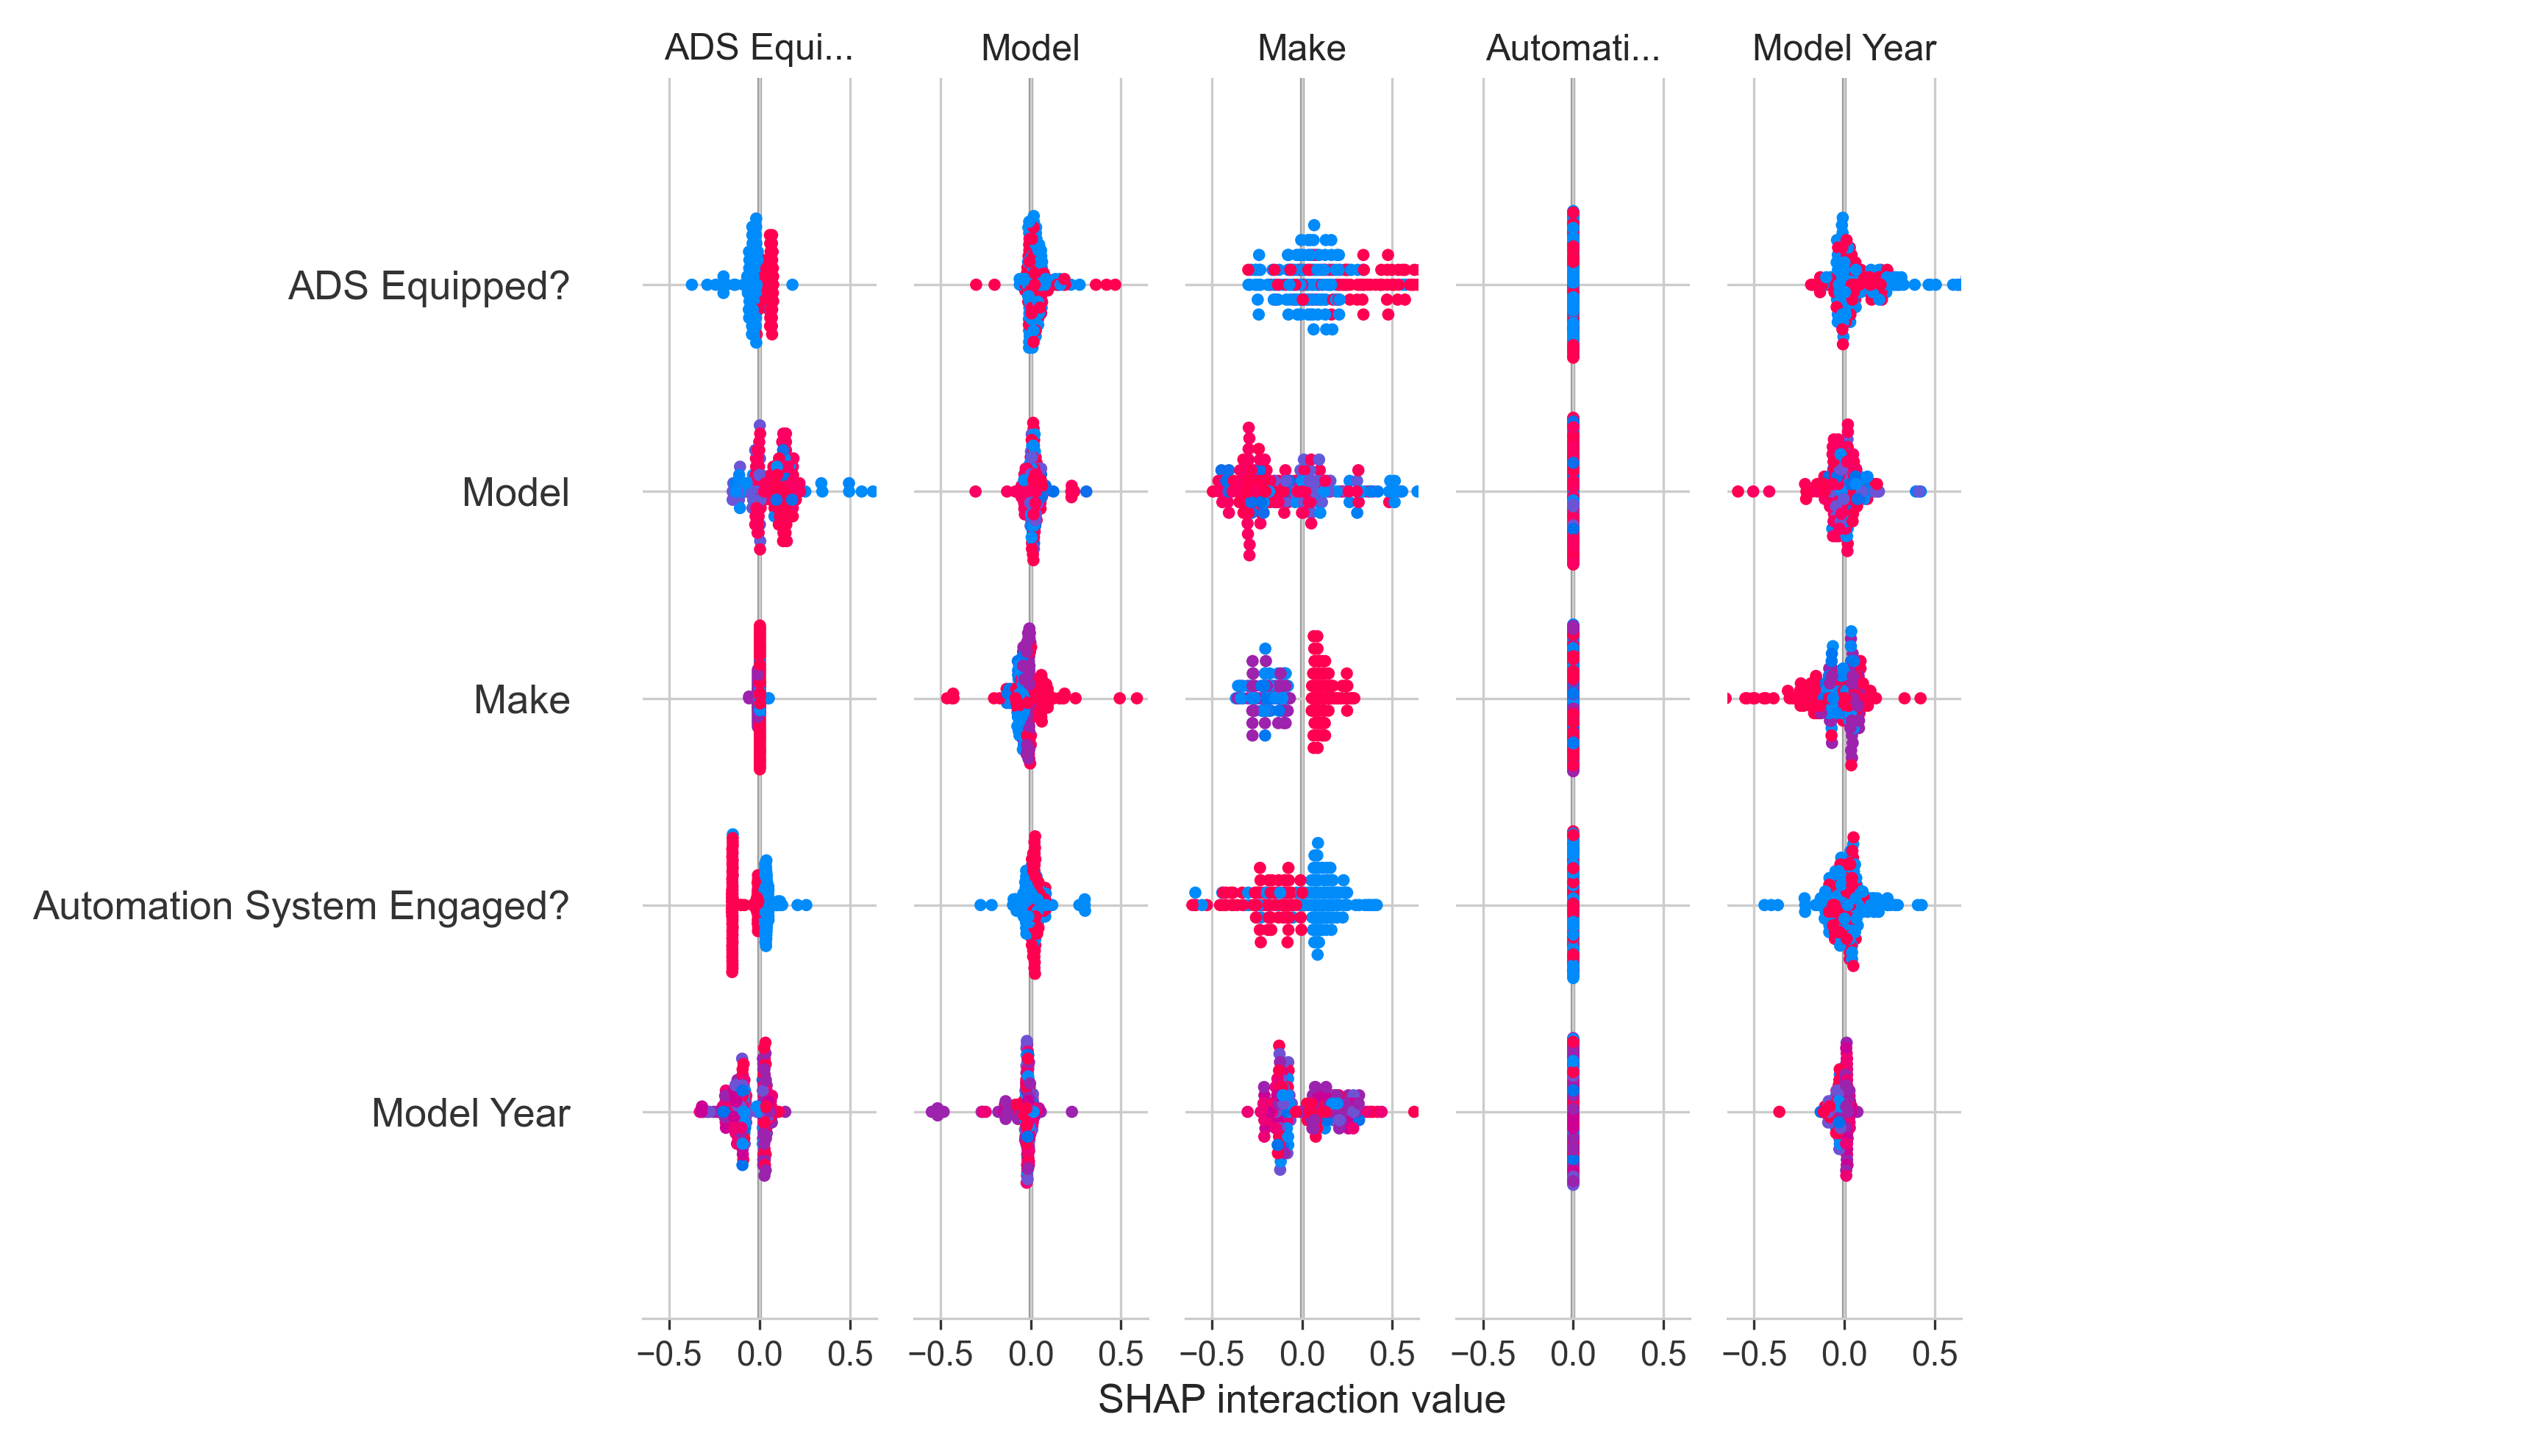 ADS Equi... Model Make Automati... Model Year
ADS Equipped?
Model
Make
Automation System Engaged?
Model Year
−0.5 0.0 0.5 −0.5 0.0 0.5 −0.5 0.0 0.5 −0.5 0.0 0.5 −0.5 0.0 0.5
SHAP interaction value